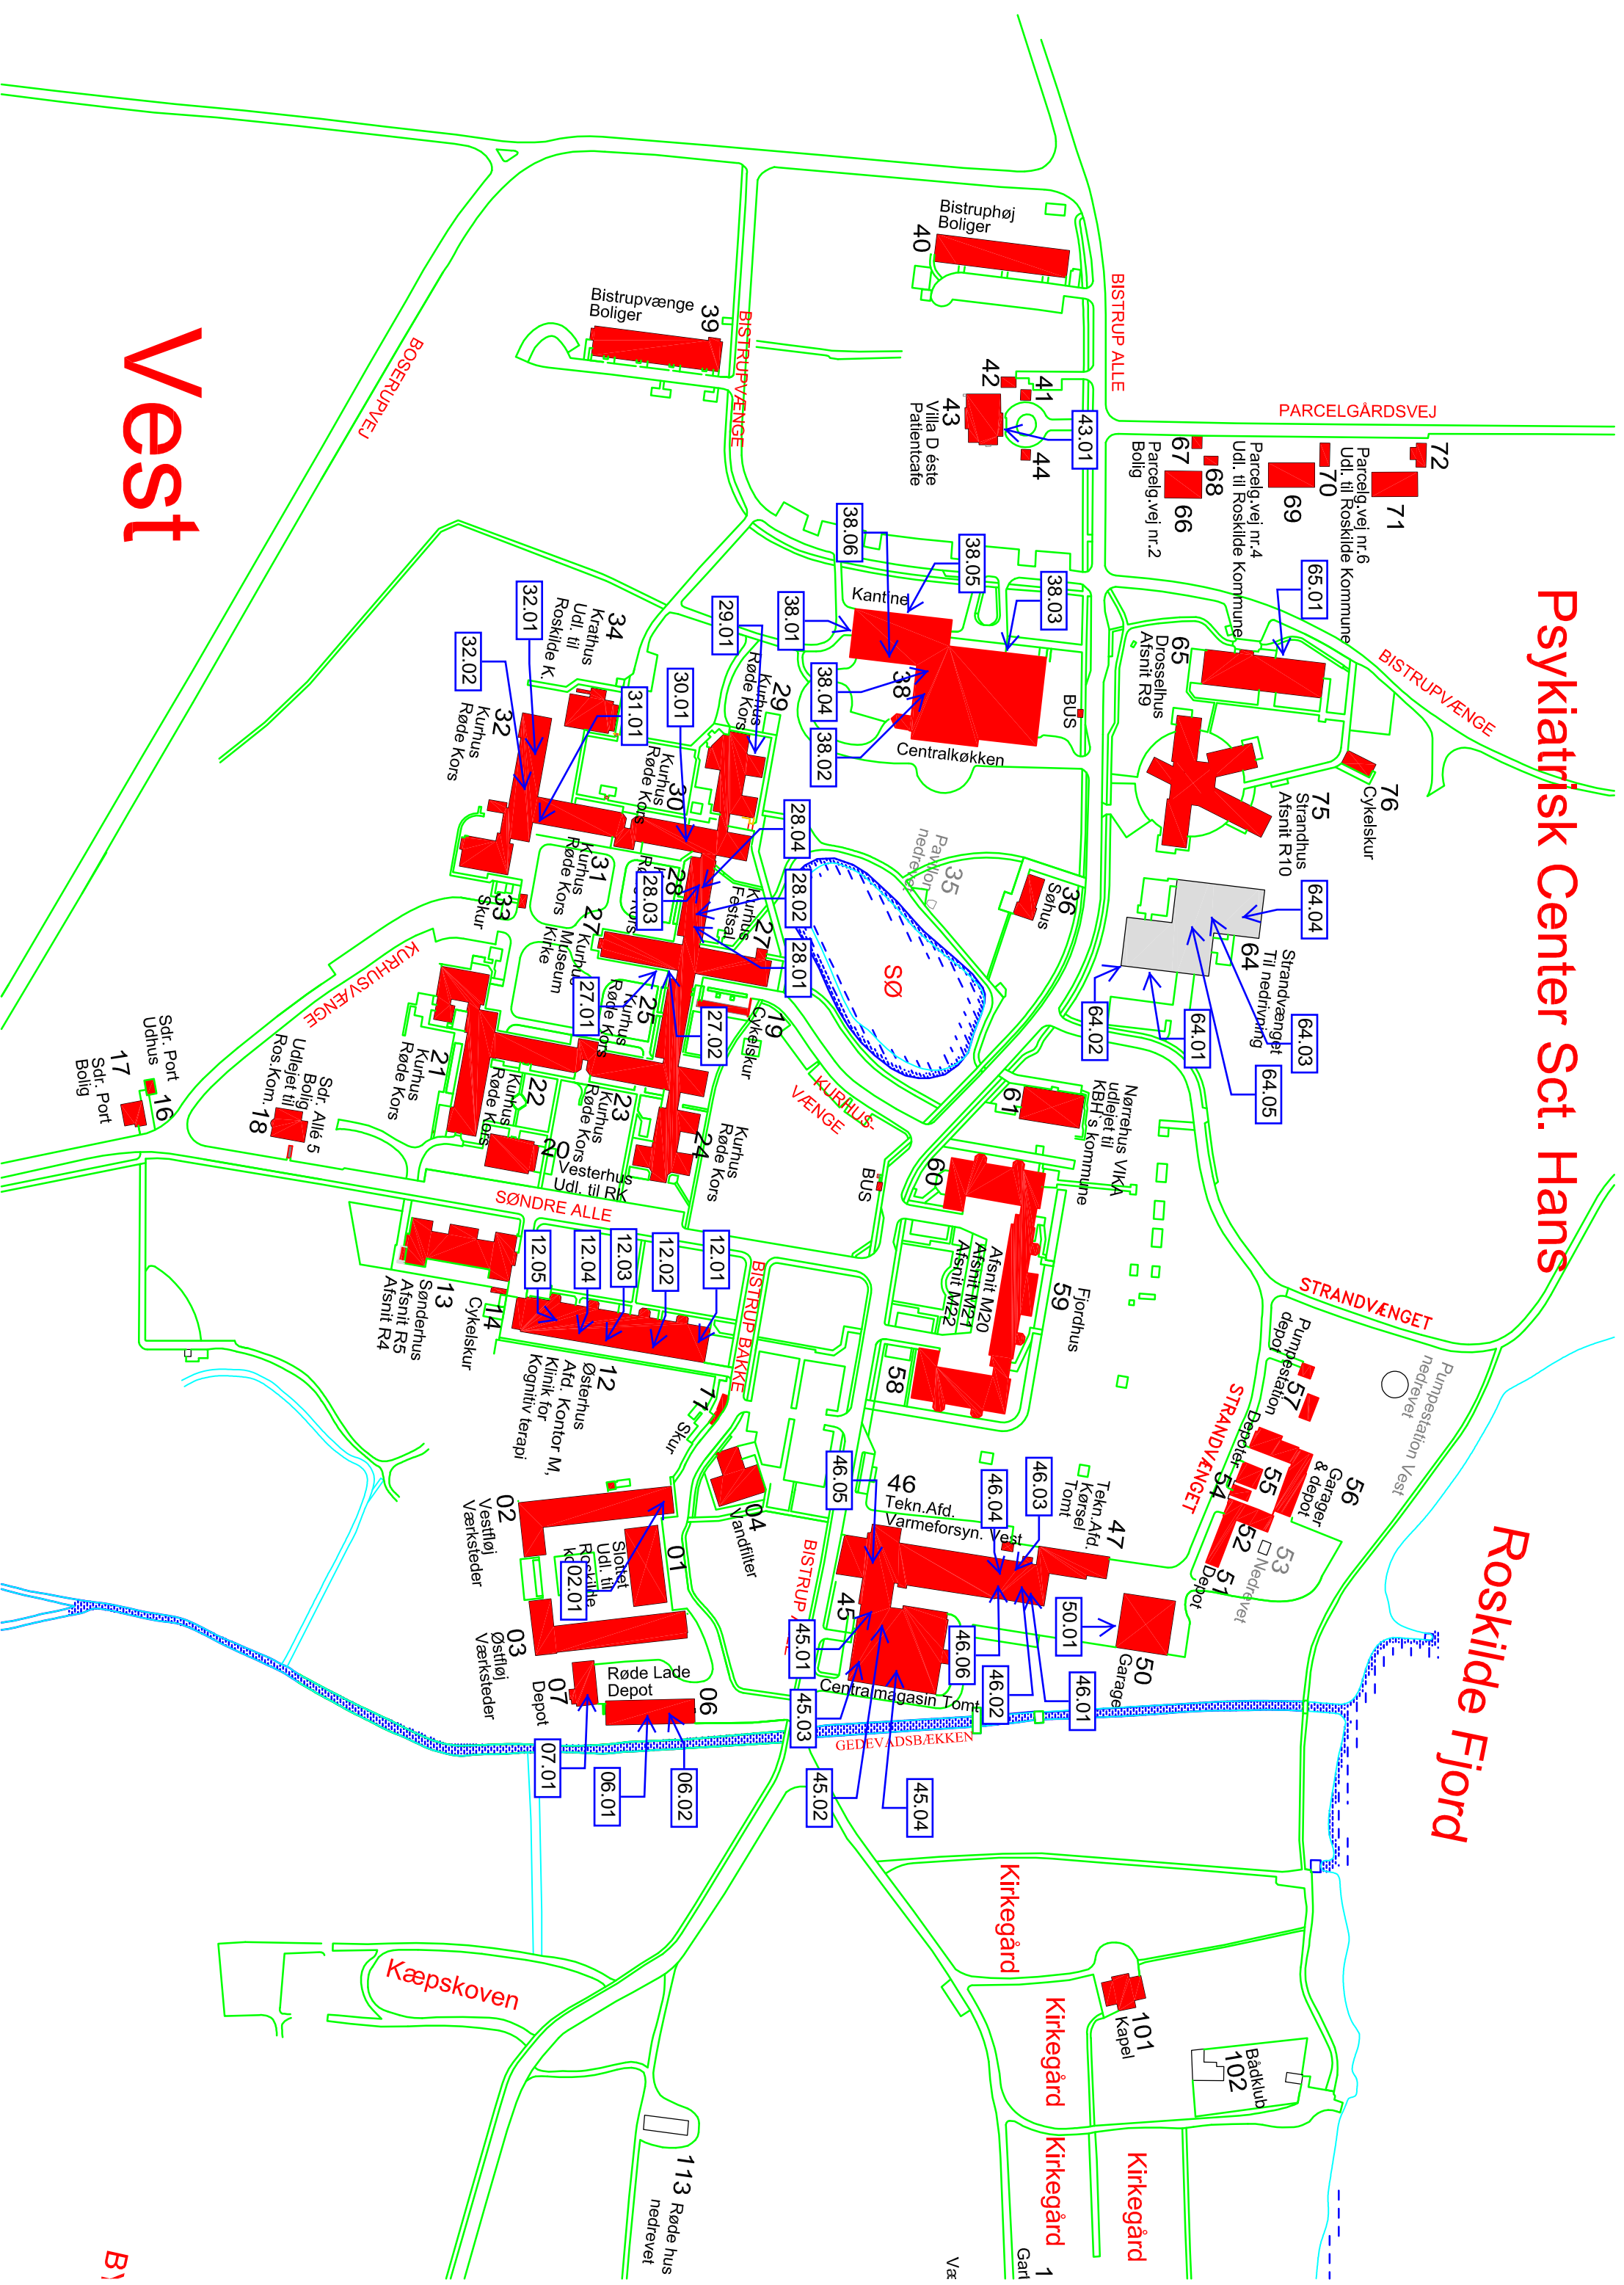 Psykiatrisk Center Sct. Hans
Roskilde Fjord
Vest
BISTRUP ALLE
PARCELGÅRDSVEJ
BISTRUPVÆNGE
BISTRUPVÆNGE
BOSERUPVEJ
STRANDVÆNGET
STRANDVÆNGET
KURHUSVÆNGE
KURHUS-
VÆNGE
SØNDRE ALLE
BISTRUP BAKKE
GEDEVADSBÆKKEN
SØ
Kæpskoven
Kirkegård
Kirkegård
Kirkegård
Kirkegård
Bistruphøj
Boliger
40
39
Bistrupvænge
Boliger
42
41
44
43
Villa D éste
Patientcafe
43.01
72
71
Parcelg.vej nr.6
Udl. til Roskilde Kommune
70
69
Parcelg.vej nr.4
Udl. til Roskilde Kommune
67
68
66
Parcelg.vej nr.2
Bolig
65.01
65
Drosselhus
Afsnit R9
76
Cykelskur
75
Strandhus
Afsnit R10
38.06
38.05
38.03
38.01
38.04
38.02
Kantine
38
Centralkøkken
BUS
29.01
30.01
31.01
32.01
32.02
34
Krathus
Udl. til
Roskilde K.
29
Kurhus
Røde Kors
30
Kurhus
Røde Kors
32
Kurhus
Røde Kors
31
Kurhus
Røde Kors
33
Skur
28
28.04
28.02
28.03
28.01
27
Kurhus
Festsal
27
Kurhus
Museum
Kirke
27.01
27.02
25
Kurhus
Røde Kors
19
Cykelskur
35
Pavillon
nedrevet
36
Søhus
64.04
64
Strandvænget
Til nedrivning
64.02
64.01
64.03
64.05
24
Kurhus
Røde Kors
23
Kurhus
Røde Kors
22
Kurhus
Røde Kors
21
Kurhus
Røde Kors
20
Vesterhus
Udl. til RK
Sdr. Port
Udhus
16
17
Sdr. Port
Bolig
Sdr. Allé 5
Bolig
Udlejet til
Ros.Kom.
18
61
Nørrehus VIKA
udlejet til
KBH's kommune
60
BUS
59
Fjordhus
Afsnit M20
Afsnit M21
Afsnit M22
58
12.05
12.04
12.03
12.02
12.01
13
Sønderhus
Afsnit R5
Afsnit R4
14
Cykelskur
12
Østerhus
Afd. Kontor M,
Klinik for
Kognitiv terapi
11
Skur
04
Vandfilter
Pumpestation
depot
57
Pumpestation Vest
nedrevet
Depoter
56
Garager
& depot
55
54
52
53
Nedrevet
51
Depot
50
Garage
50.01
47
Tekn.Afd.
Kørsel
Tomt
46
Tekn.Afd.
Varmeforsyn. Vest
46.05
46.04
46.03
46.06
46.02
46.01
45
Centralmagasin Tomt
45.01
45.03
45.02
45.04
02
Vestfløj
Værksteder
01
Slottet
Udl. til
02.01
03
Østfløj
Værksteder
07
Depot
Røde Lade
Depot
06
07.01
06.01
06.02
101
Kapel
Bådklub
102
113 Røde hus
nedrevet